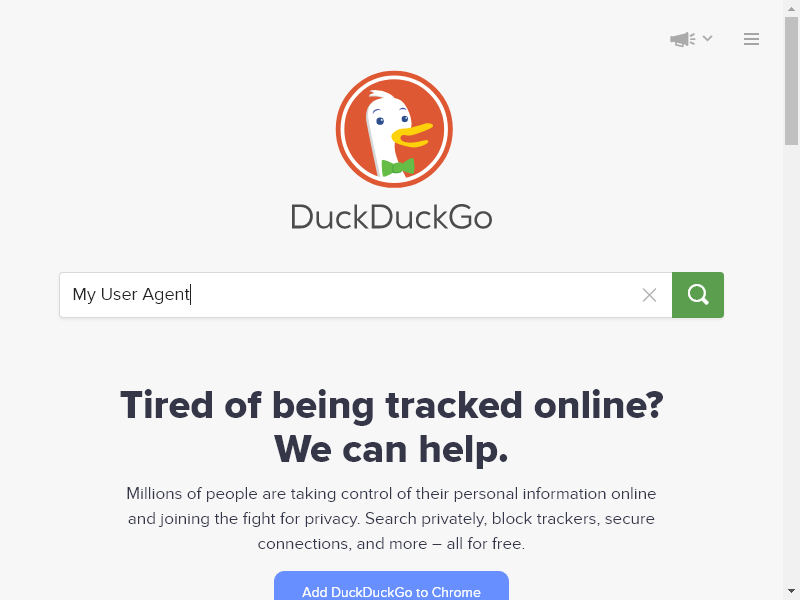 DuckDuckGo
My User Agent
Tired of being tracked online?
We can help.
Millions of people are taking control of their personal information online
and joining the fight for privacy. Search privately, block trackers, secure
connections, and more – all for free.
Add DuckDuckGo to Chrome